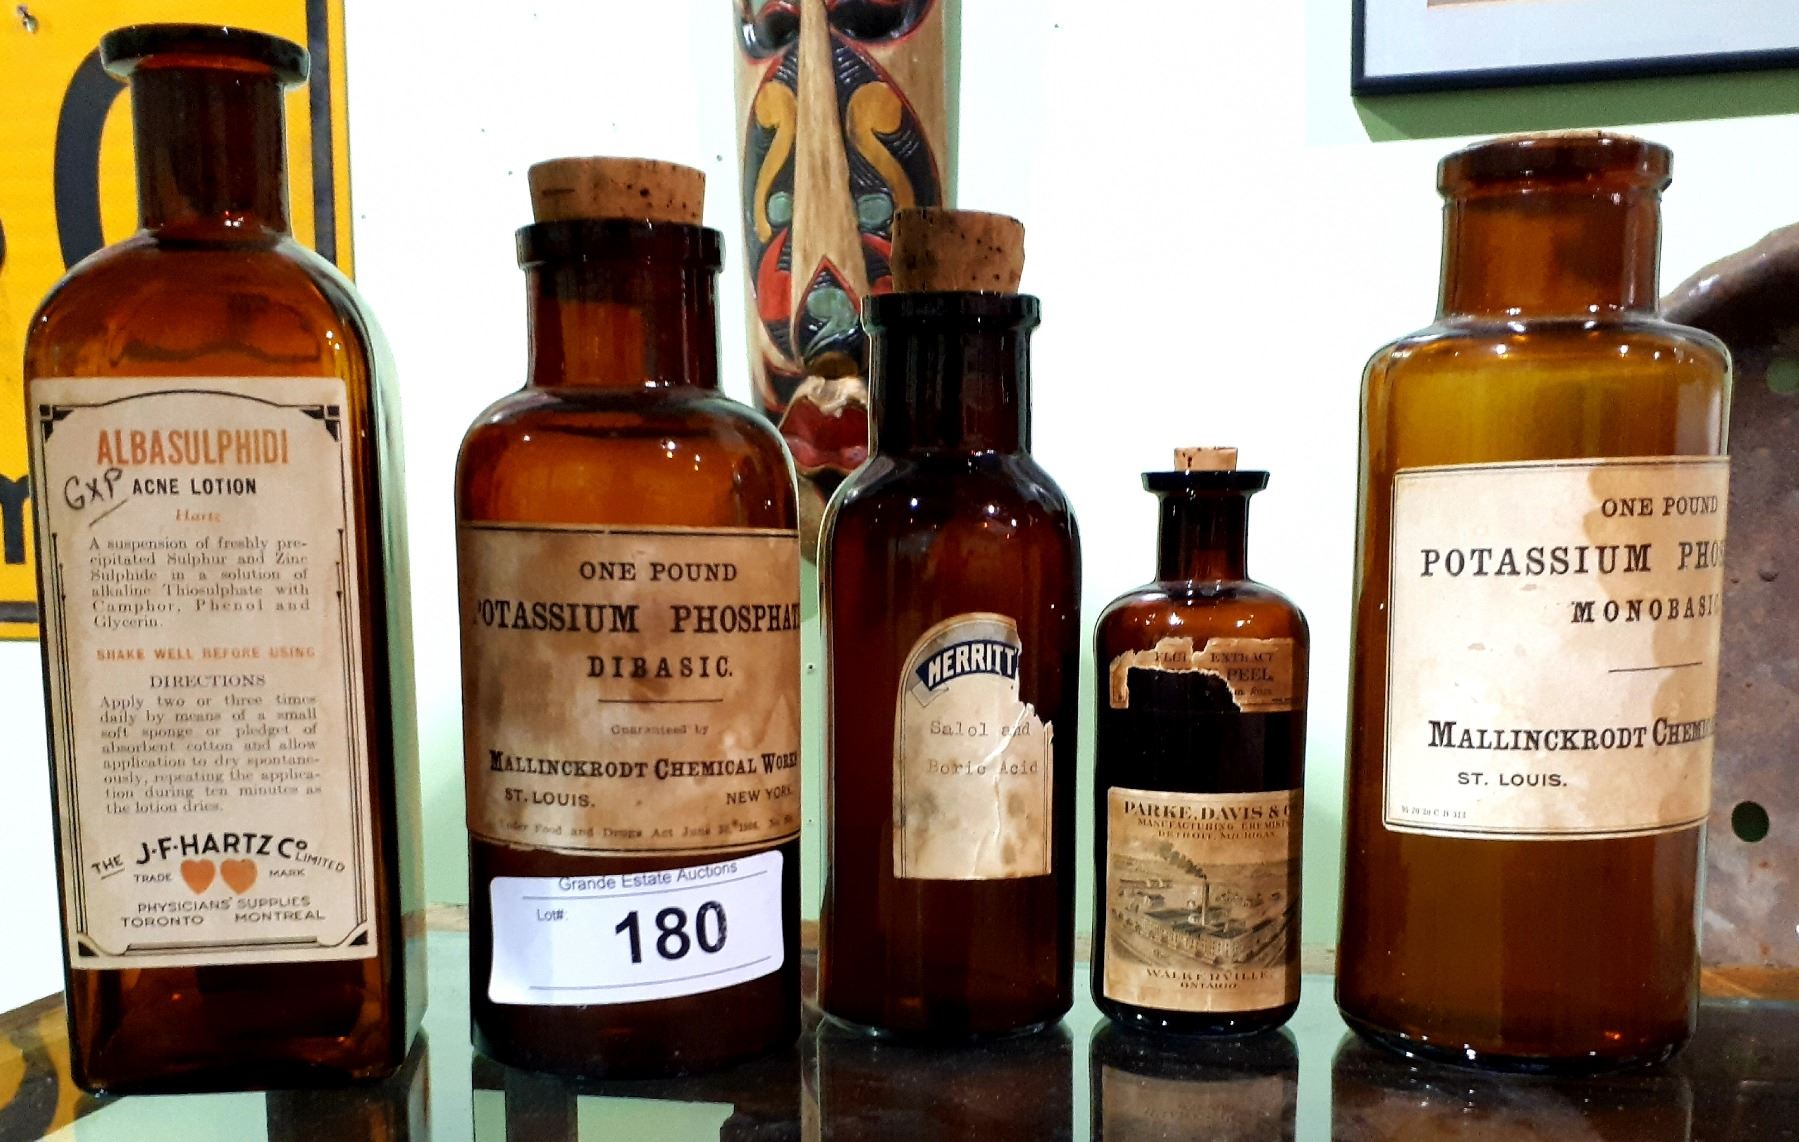 ALBASULPHIDI
GXP ACNE LOTION
Hartz
A suspension of freshly pre-
cipitated Sulphur and Zinc
Sulphide in a solution of
alkaline Thiosulphate with
Camphor, Phenol and
Glycerin.
SHAKE WELL BEFORE USING
DIRECTIONS
Apply two or three times
daily by means of a small
soft sponge or pledget of
absorbent cotton and allow
application to dry spontane-
ously, repeating the applica-
tion during ten minutes as
the lotion dries.
THE J·F·HARTZ Co LIMITED
TRADE MARK
PHYSICIANS' SUPPLIES
TORONTO MONTREAL
ONE POUND
POTASSIUM PHOSPHAT
DIBASIC.
Guaranteed by
MALLINCKRODT CHEMICAL WORKS
ST. LOUIS. NEW YORK.
Under Food and Drugs Act June 30, 1906.
Grande Estate Auctions
Lot#: 180
MERRITT'
Salol and
Boric Acid
FLUID EXTRACT
PEEL
PARKE, DAVIS & C
MANUFACTURING CHEMISTS
DETROIT, MICHIGAN.
WALKERVILLE,
ONTARIO
ONE POUND
POTASSIUM PHOS
MONOBASIC
MALLINCKRODT CHEMIC
ST. LOUIS.